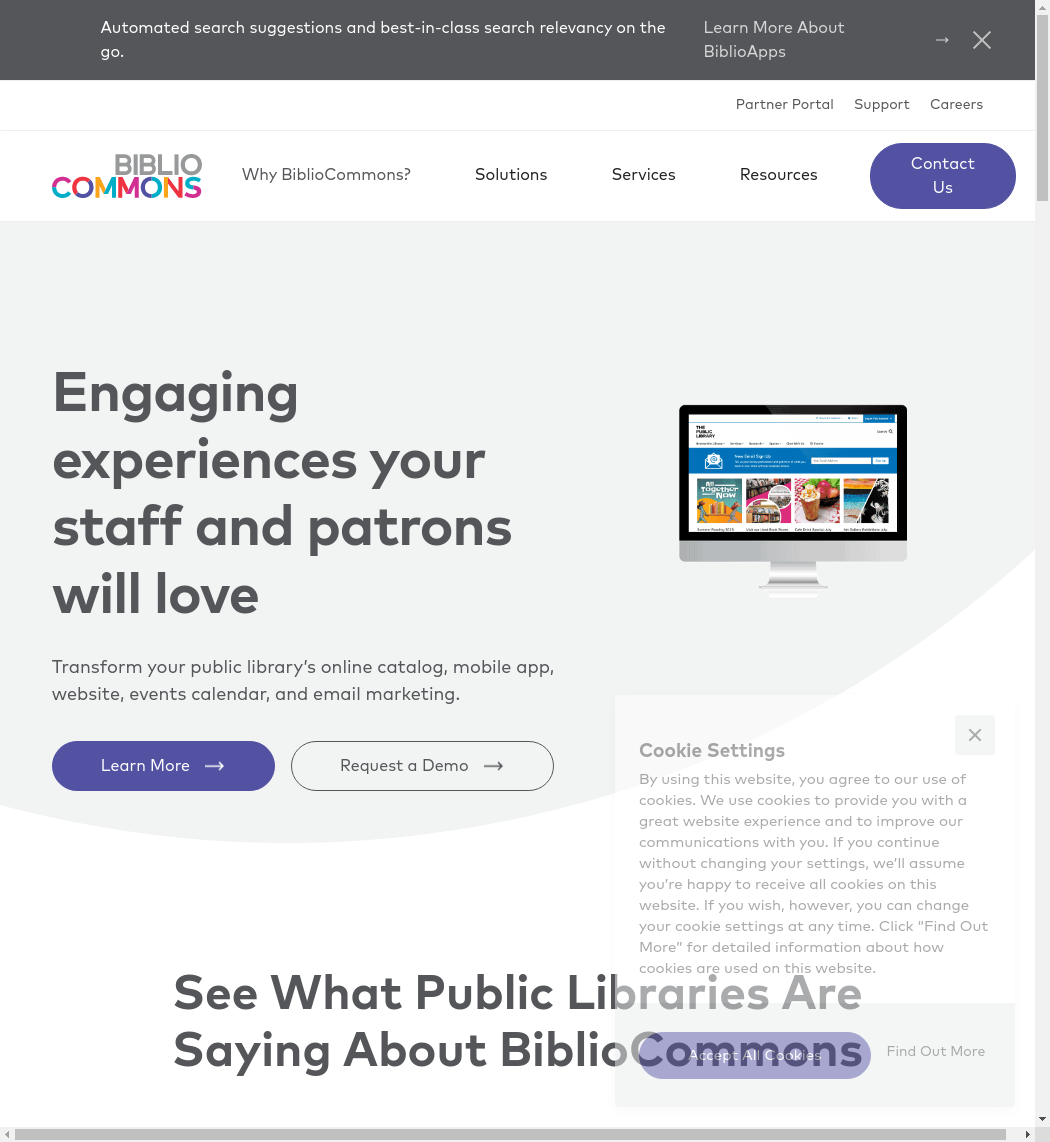 Automated search suggestions and best-in-class search relevancy on the
go.
Learn More About
BiblioApps
Partner Portal
Support
Careers
BIBLIO
COMMONS
Why BiblioCommons?
Solutions
Services
Resources
Contact
Us
Engaging
experiences your
staff and patrons
will love
THE
PUBLIC
LIBRARY
All
Together
Now
Transform your public library’s online catalog, mobile app,
website, events calendar, and email marketing.
Learn More
Request a Demo
Cookie Settings
By using this website, you agree to our use of
cookies. We use cookies to provide you with a
great website experience and to improve our
communications with you. If you continue
without changing your settings, we’ll assume
you’re happy to receive all cookies on this
website. If you wish, however, you can change
your cookie settings at any time. Click “Find Out
More” for detailed information about how
cookies are used on this website.
Accept All Cookies
Find Out More
See What Public Libraries Are
Saying About BiblioCommons